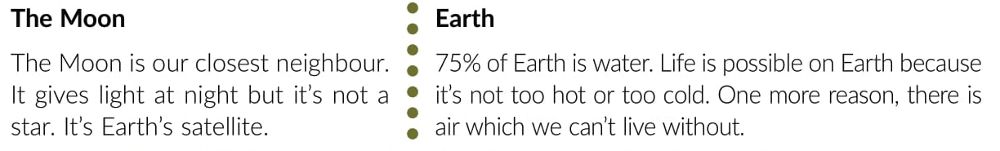 The Moon
The Moon is our closest neighbour.
It gives light at night but it's not a
star. It's Earth's satellite.
Earth
75% of Earth is water. Life is possible on Earth because
it's not too hot or too cold. One more reason, there is
air which we can't live without.